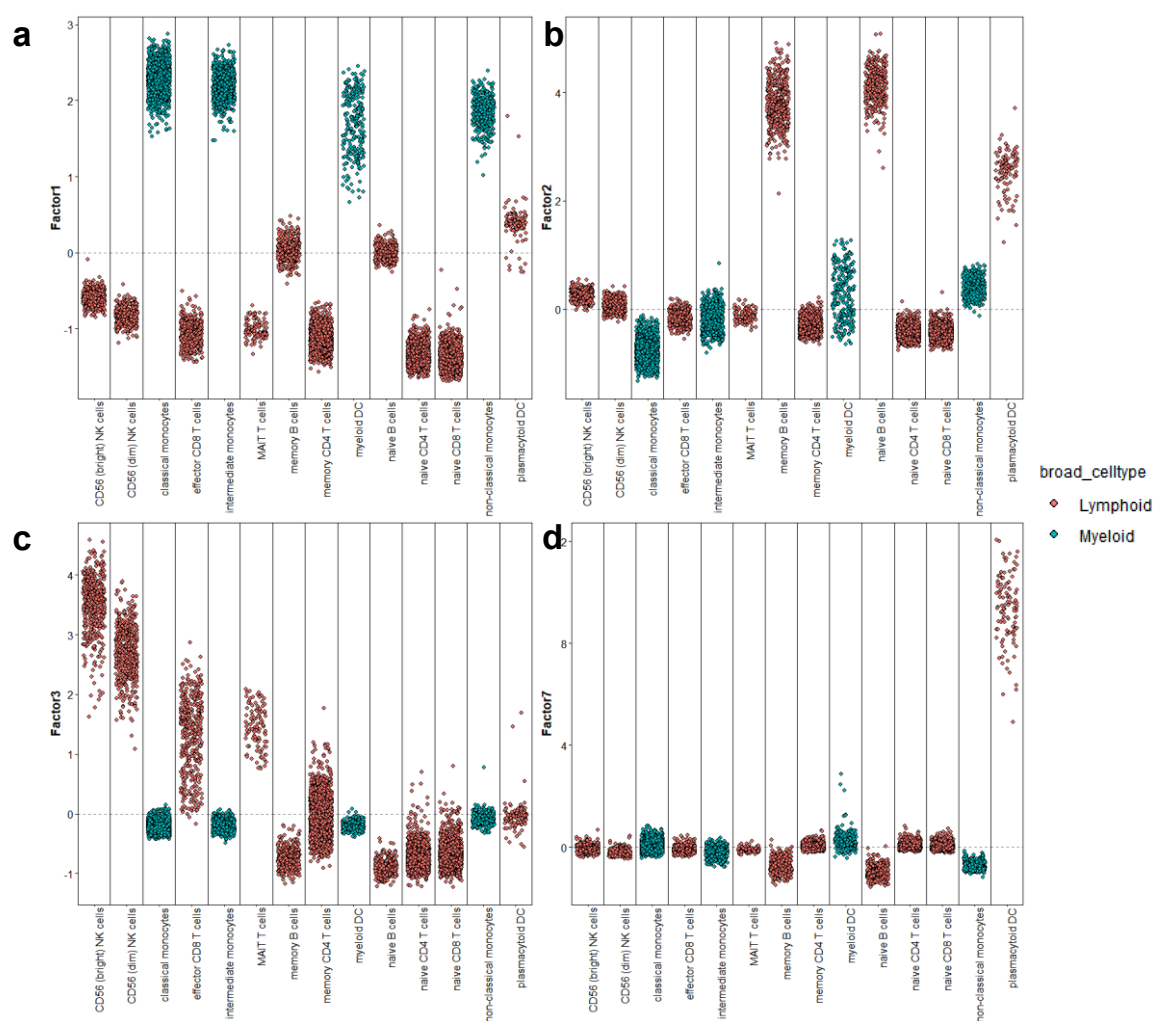 a
3
2
1
0
-1
Factor1
CD56 (bright) NK cells
CD56 (dim) NK cells
classical monocytes
effector CD8 T cells
intermediate monocytes
MAIT T cells
memory B cells
memory CD4 T cells
myeloid DC
naive B cells
naive CD4 T cells
naive CD8 T cells
non-classical monocytes
plasmacytoid DC
b
4
2
0
Factor2
CD56 (bright) NK cells
CD56 (dim) NK cells
classical monocytes
effector CD8 T cells
intermediate monocytes
MAIT T cells
memory B cells
memory CD4 T cells
myeloid DC
naive B cells
naive CD4 T cells
naive CD8 T cells
non-classical monocytes
plasmacytoid DC
broad_celltype
Lymphoid
Myeloid
c
4
3
2
1
0
-1
Factor3
CD56 (bright) NK cells
CD56 (dim) NK cells
classical monocytes
effector CD8 T cells
intermediate monocytes
MAIT T cells
memory B cells
memory CD4 T cells
myeloid DC
naive B cells
naive CD4 T cells
naive CD8 T cells
non-classical monocytes
plasmacytoid DC
d
2
8
4
0
Factor7
CD56 (bright) NK cells
CD56 (dim) NK cells
classical monocytes
effector CD8 T cells
intermediate monocytes
MAIT T cells
memory B cells
memory CD4 T cells
myeloid DC
naive B cells
naive CD4 T cells
naive CD8 T cells
non-classical monocytes
plasmacytoid DC